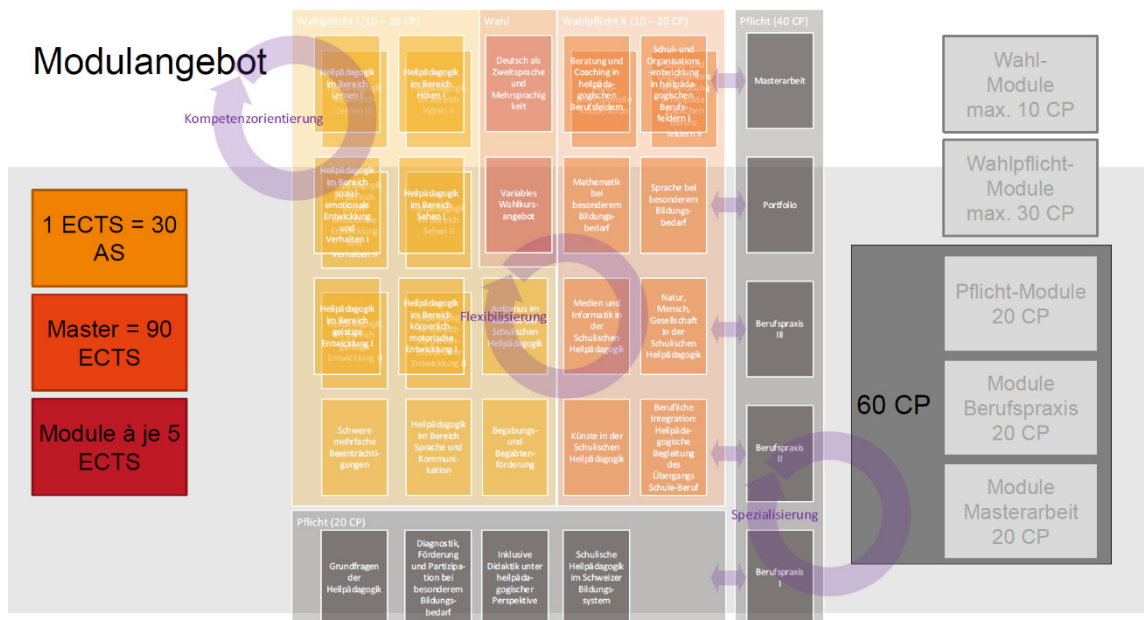 Modulangebot
1 ECTS = 30
AS
Master = 90
ECTS
Module à je 5
ECTS
Kompetenzorientierung
Flexibilisierung
Spezialisierung
Wahlpflicht I (10 – 20 CP)
Heilpädagogik
im Bereich
Lernen I
Heilpädagogik
im Bereich
Hören I
Heilpädagogik
im Bereich
sozial-
emotionale
Entwicklung
und
Verhalten I
Heilpädagogik
im Bereich
Sehen I
Heilpädagogik
im Bereich
geistige
Entwicklung I
Heilpädagogik
im Bereich
körperlich-
motorische
Entwicklung I
Autismus im
Schulischen
Heilpädagogik
Schwere
mehrfache
Beeinträchti-
gungen
Heilpädagogik
im Bereich
Sprache und
Kommuni-
kation
Begabungs-
und
Begabten-
förderung
Wahl
Deutsch als
Zweitsprache
und
Mehrsprachig
keit
Variables
Wahlkurs-
angebot
Wahlpflicht II (10 – 20 CP)
Beratung und
Coaching in
heilpäda-
gogischen
Berufsfeldern
Schul- und
Organisations
-entwicklung
in heilpäda-
gogischen
Berufs-
feldern I
feldern II
Mathematik
bei
besonderem
Bildungs-
bedarf
Sprache bei
besonderem
Bildungs-
bedarf
Medien und
Informatik in
der
Schulischen
Heilpädagogik
Natur,
Mensch,
Gesellschaft
in der
Schulischen
Heilpädagogik
Künste in der
Schulischen
Heilpädagogik
Berufliche
Integration:
Heilpäda-
gogische
Begleitung
des
Übergangs
Schule-Beruf
Pflicht (40 CP)
Masterarbeit
Portfolio
Berufspraxis
III
Berufspraxis
II
Berufspraxis
I
Pflicht (20 CP)
Grundfragen
der
Heilpädagogik
Diagnostik,
Förderung
und Partizipa-
tion bei
besonderem
Bildungs-
bedarf
Inklusive
Didaktik unter
heilpäda-
gogischer
Perspektive
Schulische
Heilpädagogik
im Schweizer
Bildungs-
system
Wahl-
Module
max. 10 CP
Wahlpflicht-
Module
max. 30 CP
60 CP
Pflicht-Module
20 CP
Module
Berufspraxis
20 CP
Module
Masterarbeit
20 CP